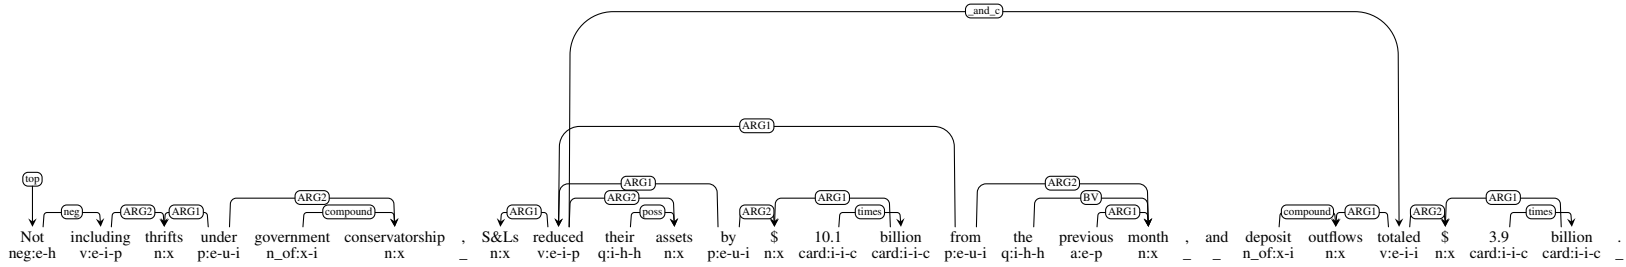 _and_c
ARG1
top
ARG2 ARG1
ARG2 BV ARG1
neg ARG2 ARG1 compound ARG1 poss ARG2 times ARG1 compound ARG1 ARG2 times
Not including thrifts under government conservatorship , S&Ls reduced their assets by $ 10.1 billion from the previous month , and deposit outflows totaled $ 3.9 billion .
neg:e-h v:e-i-p n:x p:e-u-i n_of:x-i n:x _ n:x v:e-i-p q:i-h-h n:x p:e-u-i n:x card:i-i-c card:i-i-c p:e-u-i q:i-h-h a:e-p n:x _ _ n_of:x-i n:x v:e-i-i n:x card:i-i-c card:i-i-c _